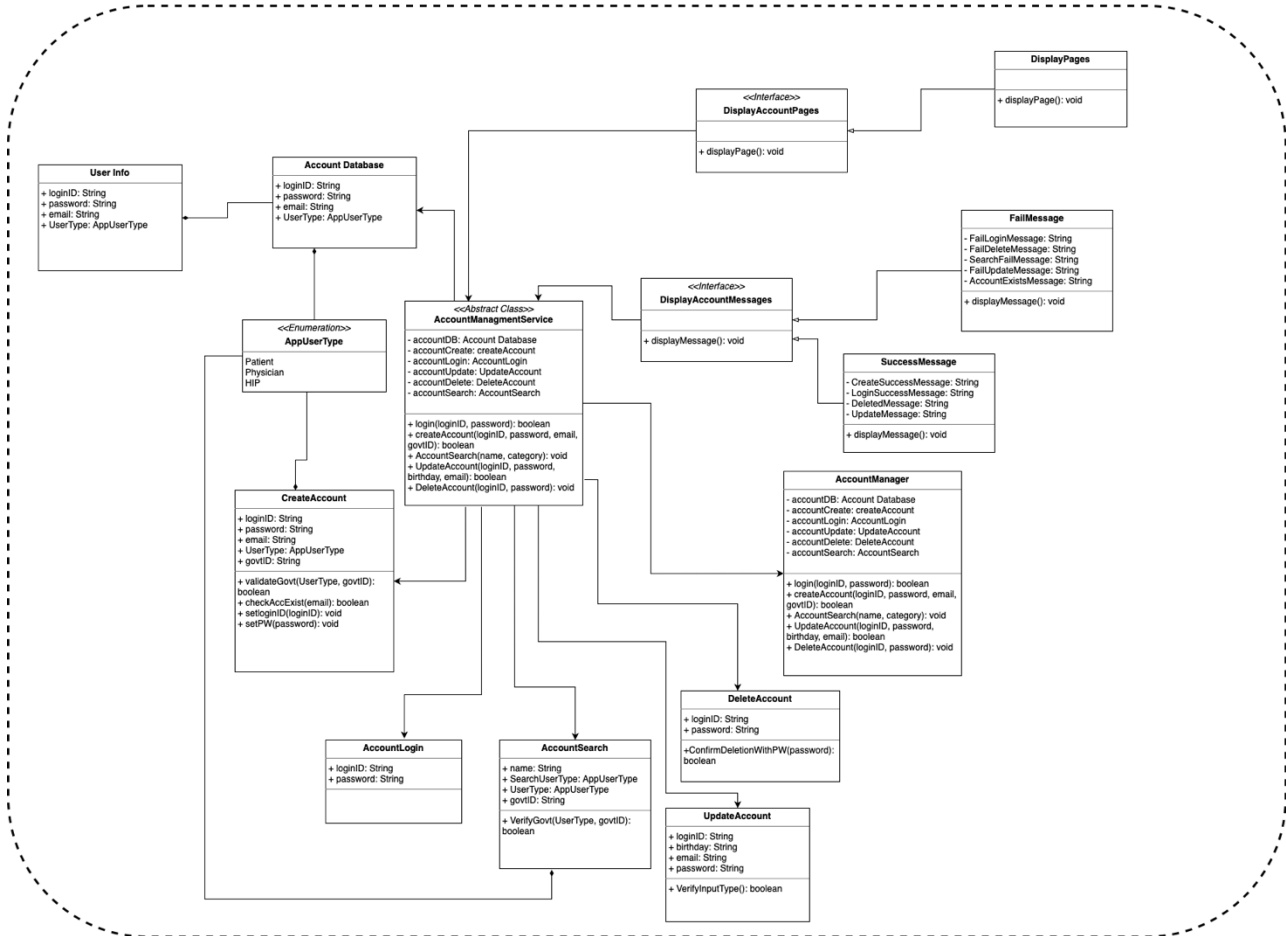 DisplayPages
+ displayPage(): void
<<Interface>>
DisplayAccountPages
+ displayPage(): void
User Info
+ loginID: String
+ password: String
+ email: String
+ UserType: AppUserType
Account Database
+ loginID: String
+ password: String
+ email: String
+ UserType: AppUserType
FailMessage
- FailLoginMessage: String
- FailDeleteMessage: String
- SearchFailMessage: String
- FailUpdateMessage: String
- AccountExistsMessage: String
+ displayMessage(): void
<<Interface>>
DisplayAccountMessages
+ displayMessage(): void
<<Abstract Class>>
AccountManagmentService
- accountDB: Account Database
- accountCreate: createAccount
- accountLogin: AccountLogin
- accountUpdate: UpdateAccount
- accountDelete: DeleteAccount
- accountSearch: AccountSearch
+ login(loginID, password): boolean
+ createAccount(loginID, password, email,
govtID): boolean
+ AccountSearch(name, category): void
+ UpdateAccount(loginID, password,
birthday, email): boolean
+ DeleteAccount(loginID, password): void
<<Enumeration>>
AppUserType
Patient
Physician
HIP
SuccessMessage
- CreateSuccessMessage: String
- LoginSuccessMessage: String
- DeletedMessage: String
- UpdateMessage: String
+ displayMessage(): void
AccountManager
- accountDB: Account Database
- accountCreate: createAccount
- accountLogin: AccountLogin
- accountUpdate: UpdateAccount
- accountDelete: DeleteAccount
- accountSearch: AccountSearch
+ login(loginID, password): boolean
+ createAccount(loginID, password, email,
govtID): boolean
+ AccountSearch(name, category): void
+ UpdateAccount(loginID, password,
birthday, email): boolean
+ DeleteAccount(loginID, password): void
CreateAccount
+ loginID: String
+ password: String
+ email: String
+ UserType: AppUserType
+ govtID: String
+ validateGovt(UserType, govtID):
boolean
+ checkAccExist(email): boolean
+ setloginID(loginID): void
+ setPW(password): void
DeleteAccount
+ loginID: String
+ password: String
+ConfirmDeletionWithPW(password):
boolean
AccountLogin
+ loginID: String
+ password: String
AccountSearch
+ name: String
+ SearchUserType: AppUserType
+ UserType: AppUserType
+ govtID: String
+ VerifyGovt(UserType, govtID):
boolean
UpdateAccount
+ loginID: String
+ birthday: String
+ email: String
+ password: String
+ VerifyInputType(): boolean